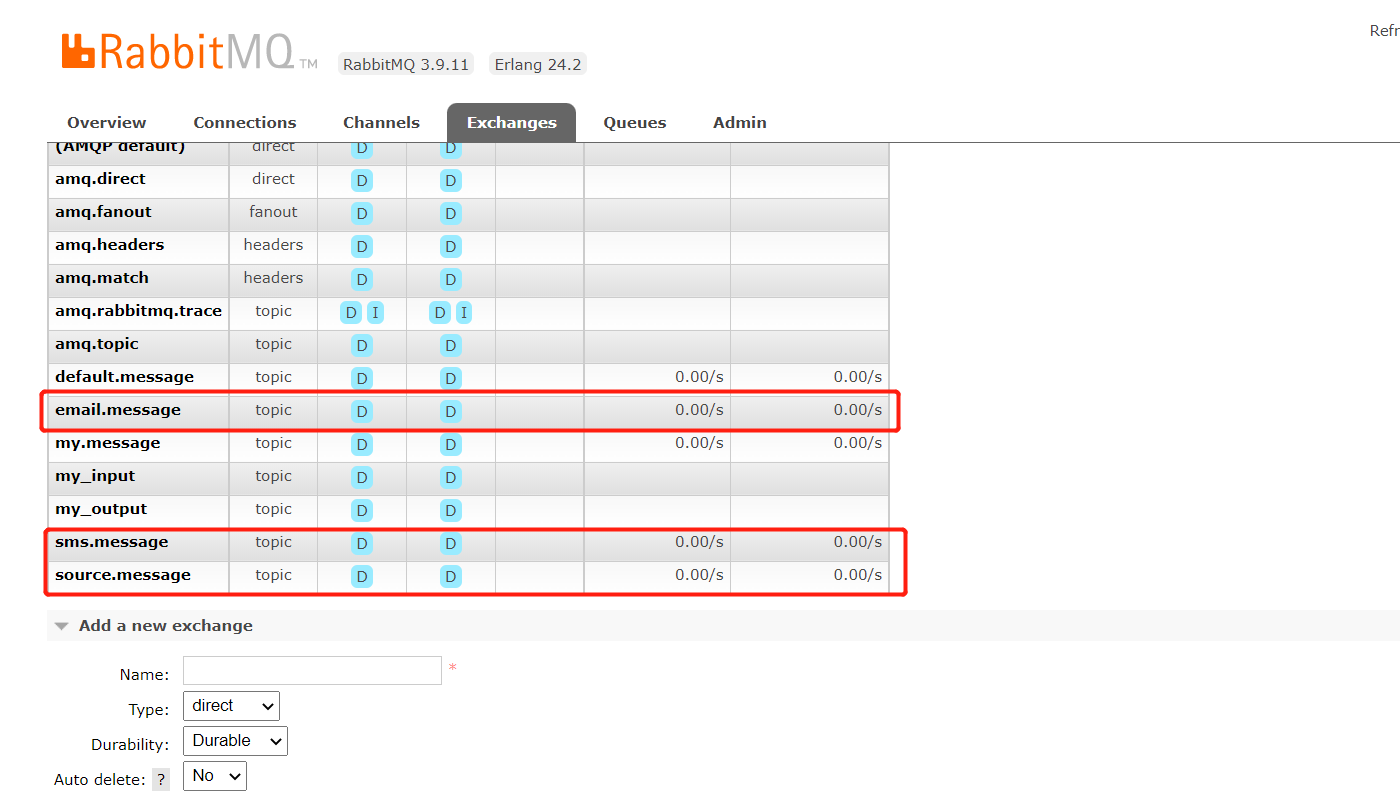 Refr
RabbitMQ TM RabbitMQ 3.9.11 Erlang 24.2
Overview Connections Channels Exchanges Queues Admin
(AMQP default) direct D D
amq.direct direct D D
amq.fanout fanout D D
amq.headers headers D D
amq.match headers D D
amq.rabbitmq.trace topic D I D I
amq.topic topic D D
default.message topic D D 0.00/s 0.00/s
email.message topic D D 0.00/s 0.00/s
my.message topic D D 0.00/s 0.00/s
my_input topic D D
my_output topic D D
sms.message topic D D 0.00/s 0.00/s
source.message topic D D 0.00/s 0.00/s
Add a new exchange
Name: *
Type: direct
Durability: Durable
Auto delete: ? No